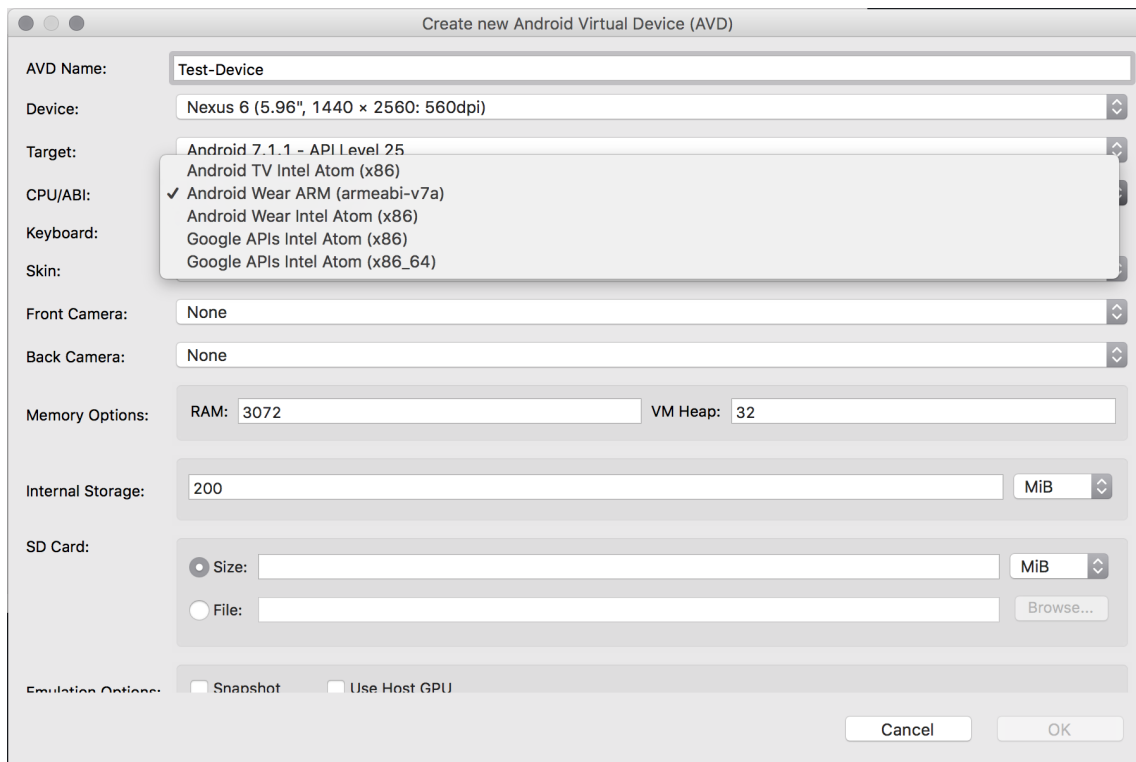 Create new Android Virtual Device (AVD)
AVD Name: Test-Device
Device: Nexus 6 (5.96", 1440 × 2560: 560dpi)
Target: Android 7.1.1 - API Level 25
Android TV Intel Atom (x86)
CPU/ABI: ✓ Android Wear ARM (armeabi-v7a)
Android Wear Intel Atom (x86)
Keyboard: Google APIs Intel Atom (x86)
Skin: Google APIs Intel Atom (x86_64)
Front Camera: None
Back Camera: None
Memory Options: RAM: 3072 VM Heap: 32
Internal Storage: 200 MiB
SD Card:
Size: MiB
File: Browse...
Emulation Options: Snapshot Use Host GPU
Cancel OK